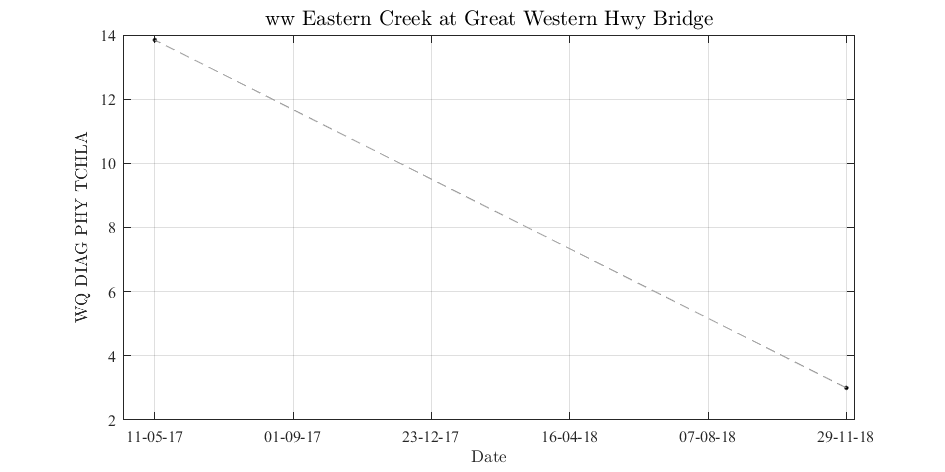 ww Eastern Creek at Great Western Hwy Bridge
14
12
10
8
6
4
2
WQ DIAG PHY TCHLA
11-05-17 01-09-17 23-12-17 16-04-18 07-08-18 29-11-18
Date